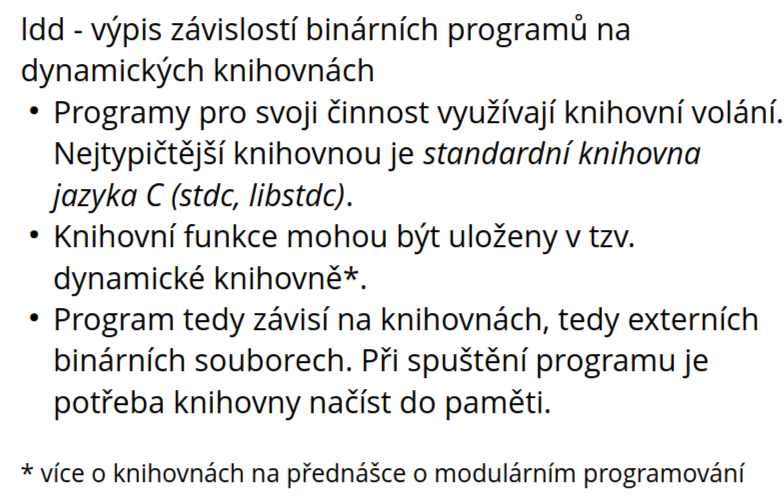 ldd - výpis závislostí binárních programů na
dynamických knihovnách
• Programy pro svoji činnost využívají knihovní volání.
Nejtypičtější knihovnou je standardní knihovna
jazyka C (stdc, libstdc).
• Knihovní funkce mohou být uloženy v tzv.
dynamické knihovně*.
• Program tedy závisí na knihovnách, tedy externích
binárních souborech. Při spuštění programu je
potřeba knihovny načíst do paměti.
* více o knihovnách na přednášce o modulárním programování